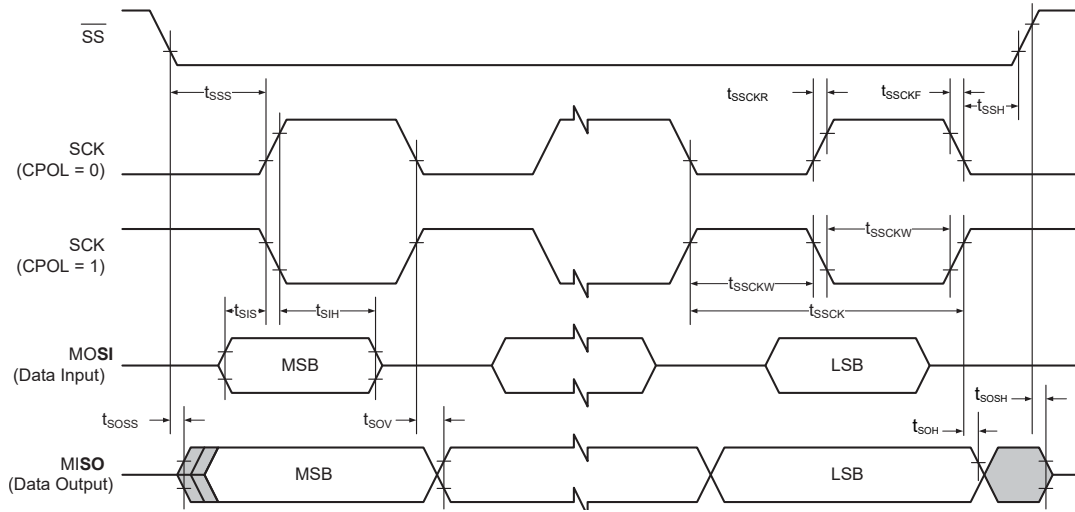 SS
tSSS
tSSCKR
tSSCKF
tSSH
SCK
(CPOL = 0)
SCK
(CPOL = 1)
tSSCKW
tSSCKW
tSSCK
tSIS
tSIH
MOSI
(Data Input)
MSB
LSB
tSOSS
tSOV
tSOH
tSOSH
MISO
(Data Output)
MSB
LSB